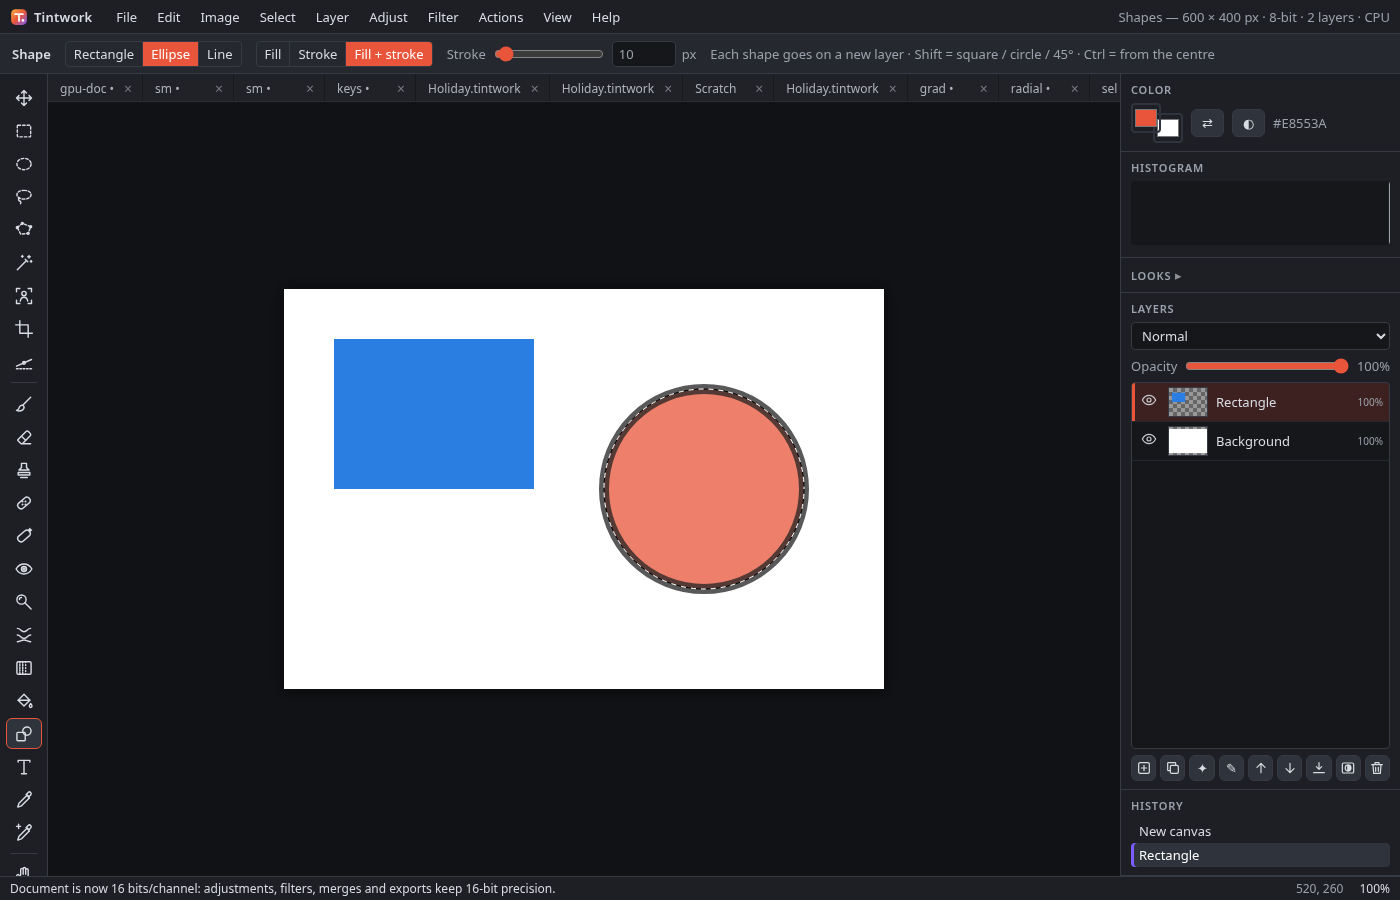 Tintwork File Edit Image Select Layer Adjust Filter Actions View Help Shapes — 600 × 400 px · 8-bit · 2 layers · CPU
Shape Rectangle Ellipse Line Fill Stroke Fill + stroke Stroke 10 px Each shape goes on a new layer · Shift = square / circle / 45° · Ctrl = from the centre
gpu-doc • × sm • × sm • × keys • × Holiday.tintwork × Holiday.tintwork × Scratch × Holiday.tintwork × grad • × radial • × sel
COLOR
#E8553A
HISTOGRAM
LOOKS ▸
LAYERS
Normal
Opacity 100%
Rectangle 100%
Background 100%
HISTORY
New canvas
Rectangle
Document is now 16 bits/channel: adjustments, filters, merges and exports keep 16-bit precision. 520, 260 100%